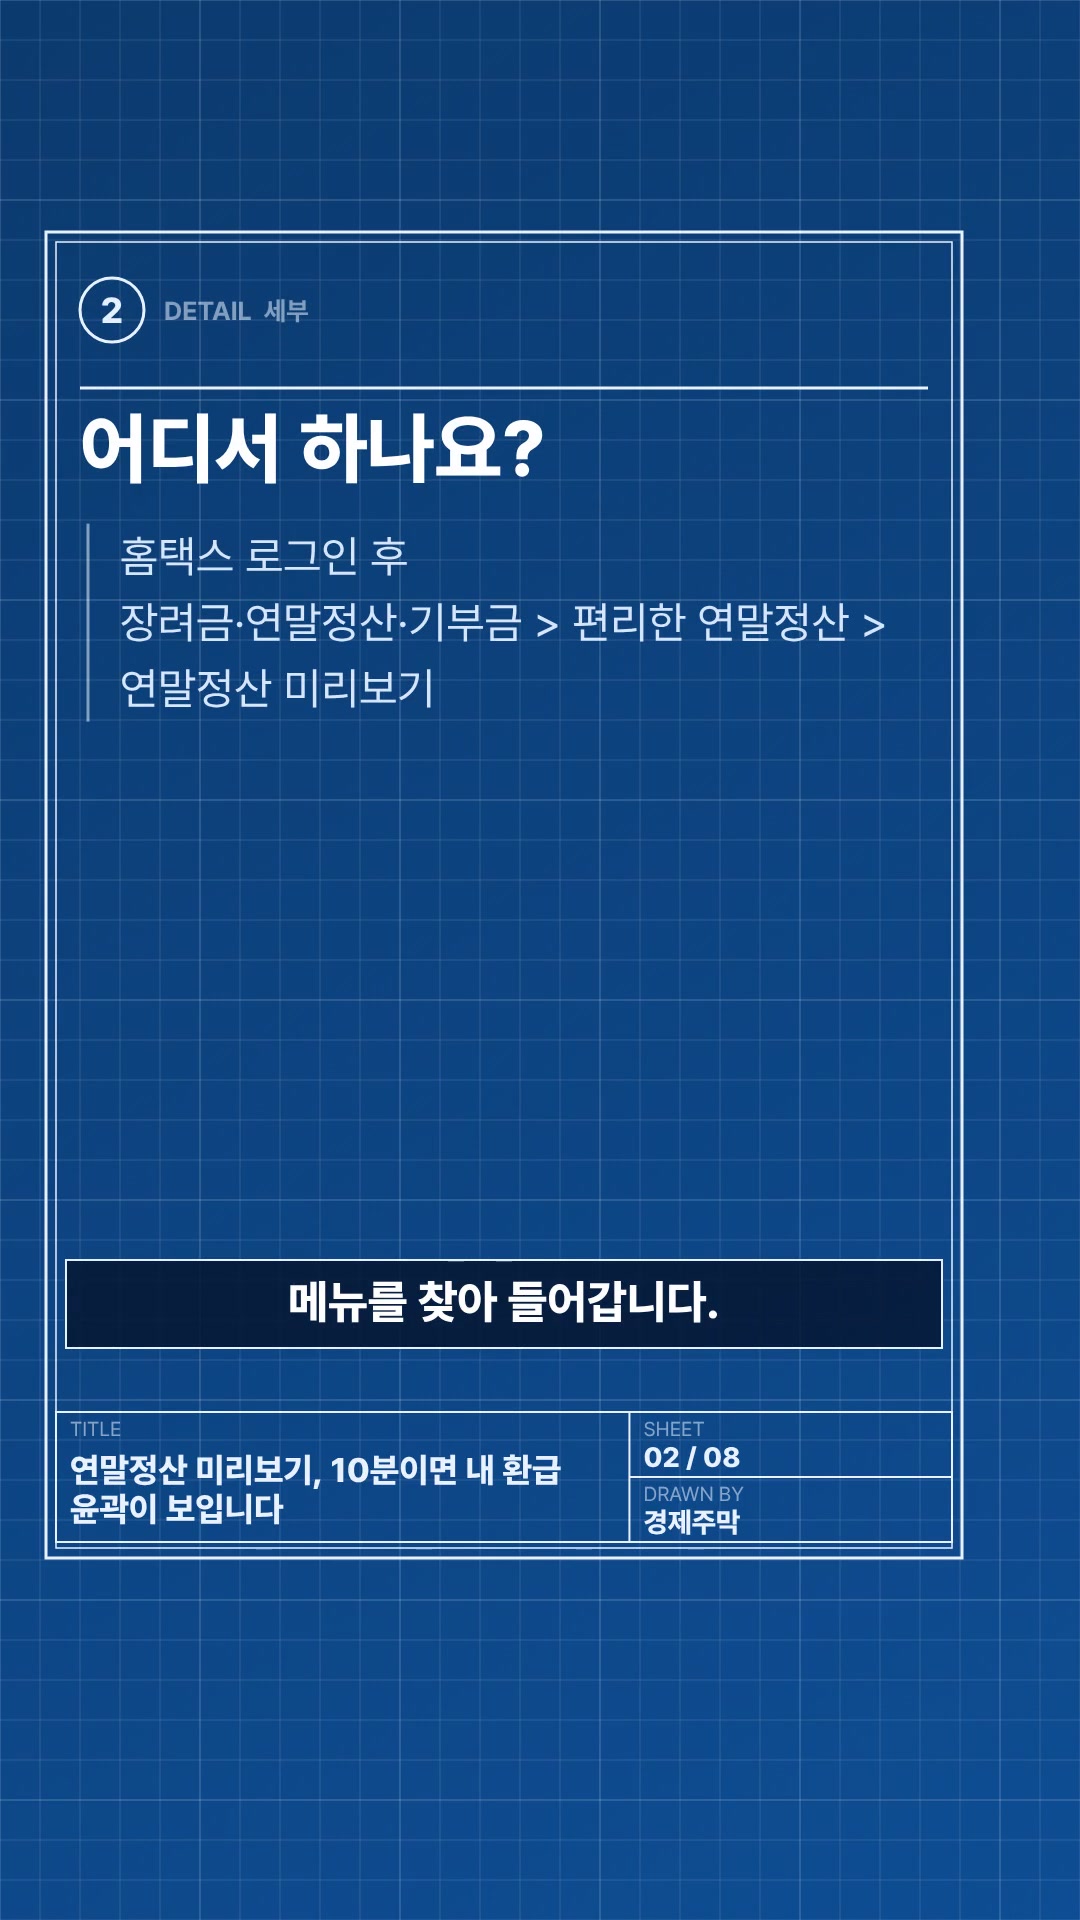 2 DETAIL 세부
어디서 하나요?
홈택스 로그인 후
장려금·연말정산·기부금 > 편리한 연말정산 >
연말정산 미리보기
메뉴를 찾아 들어갑니다.
TITLE
연말정산 미리보기, 10분이면 내 환급
윤곽이 보입니다
SHEET
02 / 08
DRAWN BY
경제주막